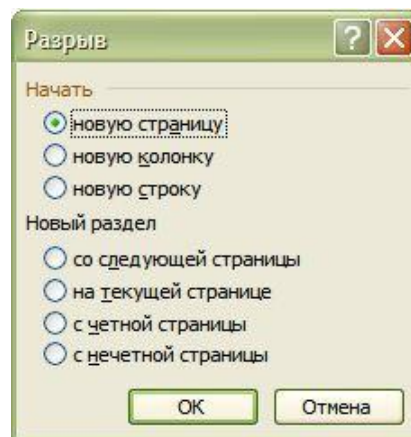 Разрыв
Начать
новую страницу
новую колонку
новую строку
Новый раздел
со следующей страницы
на текущей странице
с четной страницы
с нечетной страницы
ОК Отмена